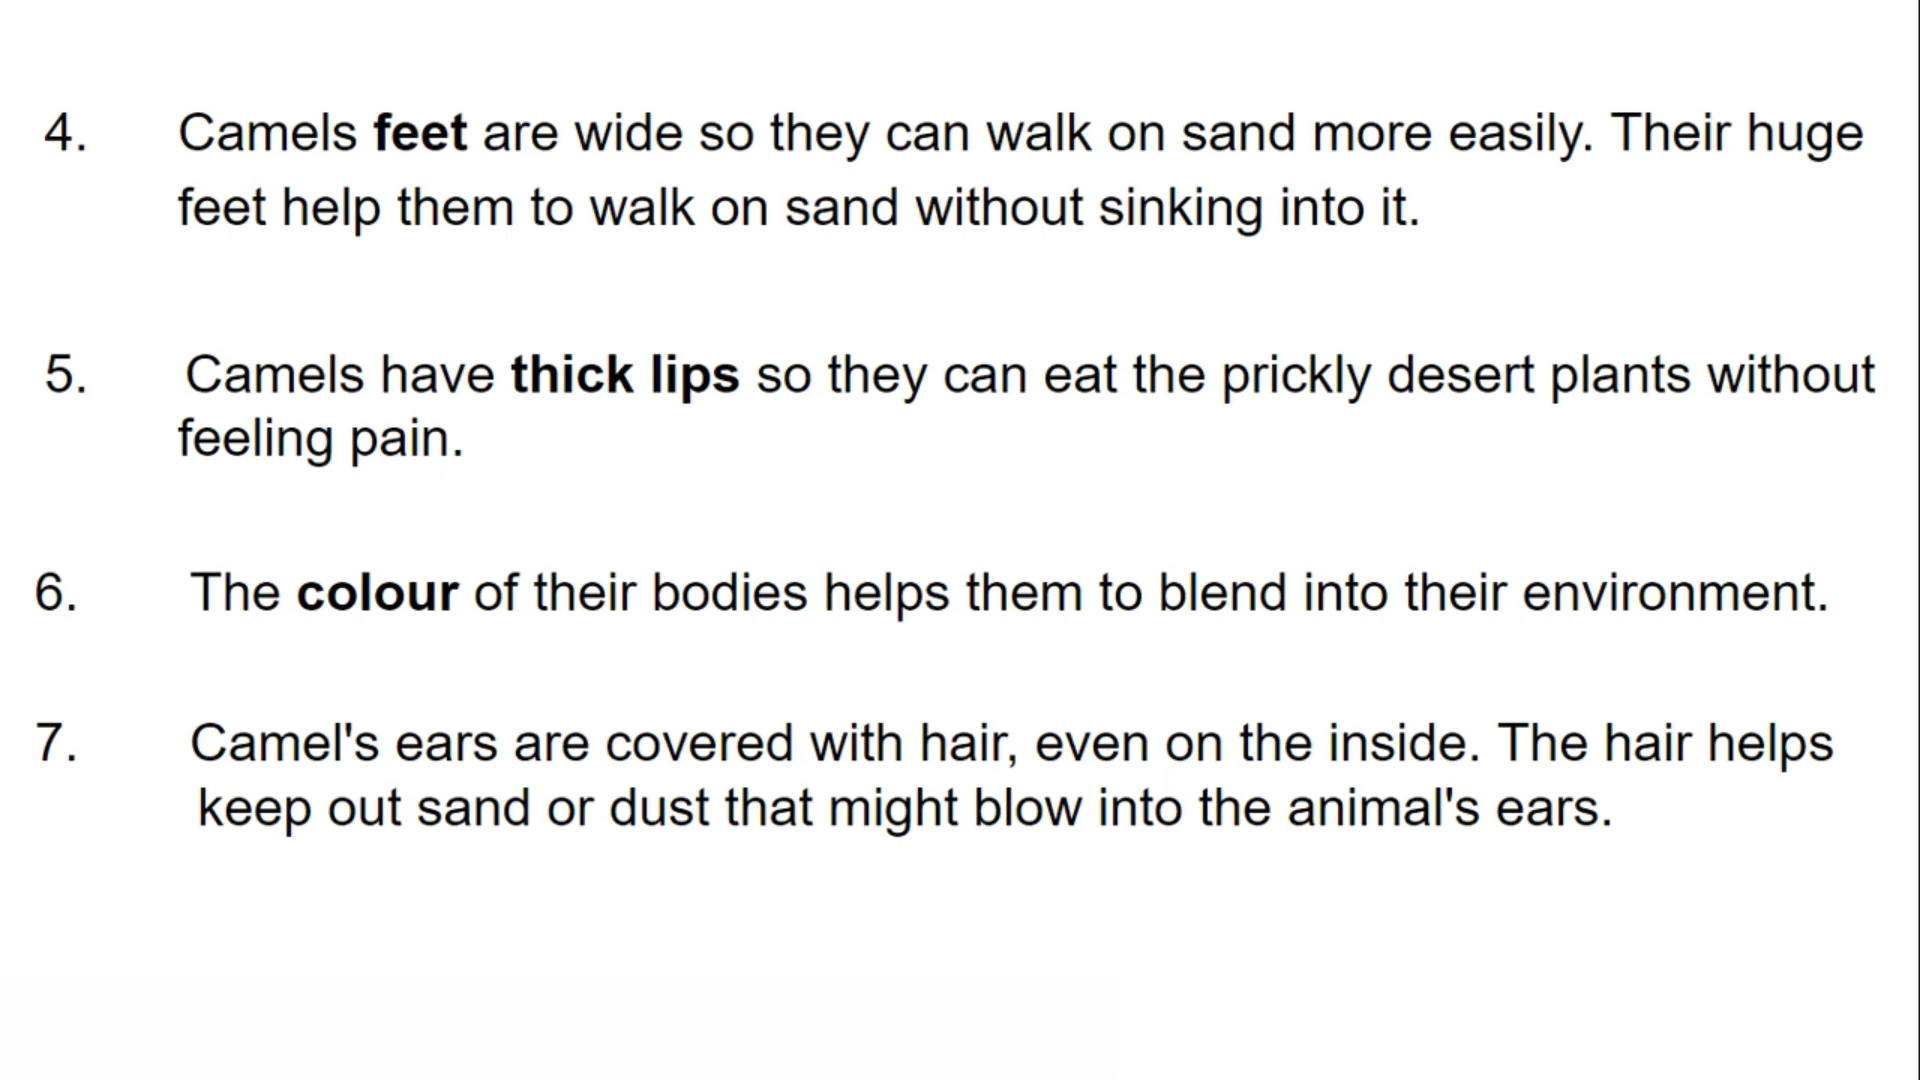 4. Camels feet are wide so they can walk on sand more easily. Their huge
feet help them to walk on sand without sinking into it.
5. Camels have thick lips so they can eat the prickly desert plants without
feeling pain.
6. The colour of their bodies helps them to blend into their environment.
7. Camel's ears are covered with hair, even on the inside. The hair helps
keep out sand or dust that might blow into the animal's ears.